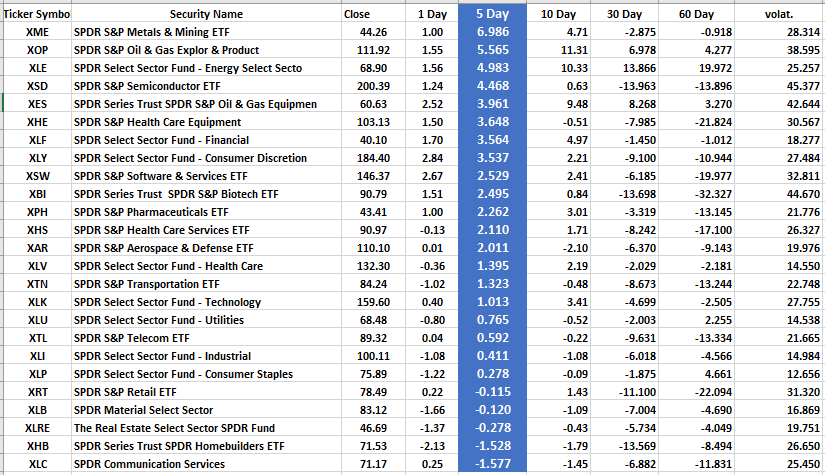 Ticker Symbo Security Name Close 1 Day 5 Day 10 Day 30 Day 60 Day volat.
XME SPDR S&P Metals & Mining ETF 44.26 1.00 6.986 4.71 -2.875 -0.918 28.314
XOP SPDR S&P Oil & Gas Explor & Product 111.92 1.55 5.565 11.31 6.978 4.277 38.595
XLE SPDR Select Sector Fund - Energy Select Secto 68.90 1.56 4.983 10.33 13.866 19.972 25.257
XSD SPDR S&P Semiconductor ETF 200.39 1.24 4.468 0.63 -13.963 -13.896 45.377
XES SPDR Series Trust SPDR S&P Oil & Gas Equipmen 60.63 2.52 3.961 9.48 8.268 3.270 42.644
XHE SPDR S&P Health Care Equipment 103.13 1.50 3.648 -0.51 -7.985 -21.824 30.567
XLF SPDR Select Sector Fund - Financial 40.10 1.70 3.564 4.97 -1.450 -1.012 18.277
XLY SPDR Select Sector Fund - Consumer Discretion 184.40 2.84 3.537 2.21 -9.100 -10.944 27.484
XSW SPDR S&P Software & Services ETF 146.37 2.67 2.529 2.41 -6.185 -19.977 32.811
XBI SPDR Series Trust SPDR S&P Biotech ETF 90.79 1.51 2.495 0.84 -13.698 -32.327 44.670
XPH SPDR S&P Pharmaceuticals ETF 43.41 1.00 2.262 3.01 -3.319 -13.145 21.776
XHS SPDR S&P Health Care Services ETF 90.97 -0.13 2.110 1.71 -8.242 -17.100 26.327
XAR SPDR S&P Aerospace & Defense ETF 110.10 0.01 2.011 -2.10 -6.370 -9.143 19.976
XLV SPDR Select Sector Fund - Health Care 132.30 -0.36 1.395 2.19 -2.029 -2.181 14.550
XTN SPDR S&P Transportation ETF 84.24 -1.02 1.323 -0.48 -8.673 -13.244 22.748
XLK SPDR Select Sector Fund - Technology 159.60 0.40 1.013 3.41 -4.699 -2.505 27.755
XLU SPDR Select Sector Fund - Utilities 68.48 -0.80 0.765 -0.52 -2.003 2.255 14.538
XTL SPDR S&P Telecom ETF 89.32 0.04 0.592 -0.22 -9.631 -13.334 21.665
XLI SPDR Select Sector Fund - Industrial 100.11 -1.08 0.411 -1.08 -6.018 -4.566 14.984
XLP SPDR Select Sector Fund - Consumer Staples 75.89 -1.22 0.278 -0.09 -1.875 4.661 12.656
XRT SPDR S&P Retail ETF 78.49 0.22 -0.115 1.43 -11.100 -22.094 31.320
XLB SPDR Material Select Sector 83.12 -1.66 -0.120 -1.09 -7.004 -4.690 16.869
XLRE The Real Estate Select Sector SPDR Fund 46.69 -1.37 -0.278 -0.43 -5.734 -4.049 19.751
XHB SPDR Series Trust SPDR Homebuilders ETF 71.53 -2.13 -1.528 -1.79 -13.569 -8.494 26.650
XLC SPDR Communication Services 71.17 0.25 -1.577 -1.45 -6.882 -11.831 25.450